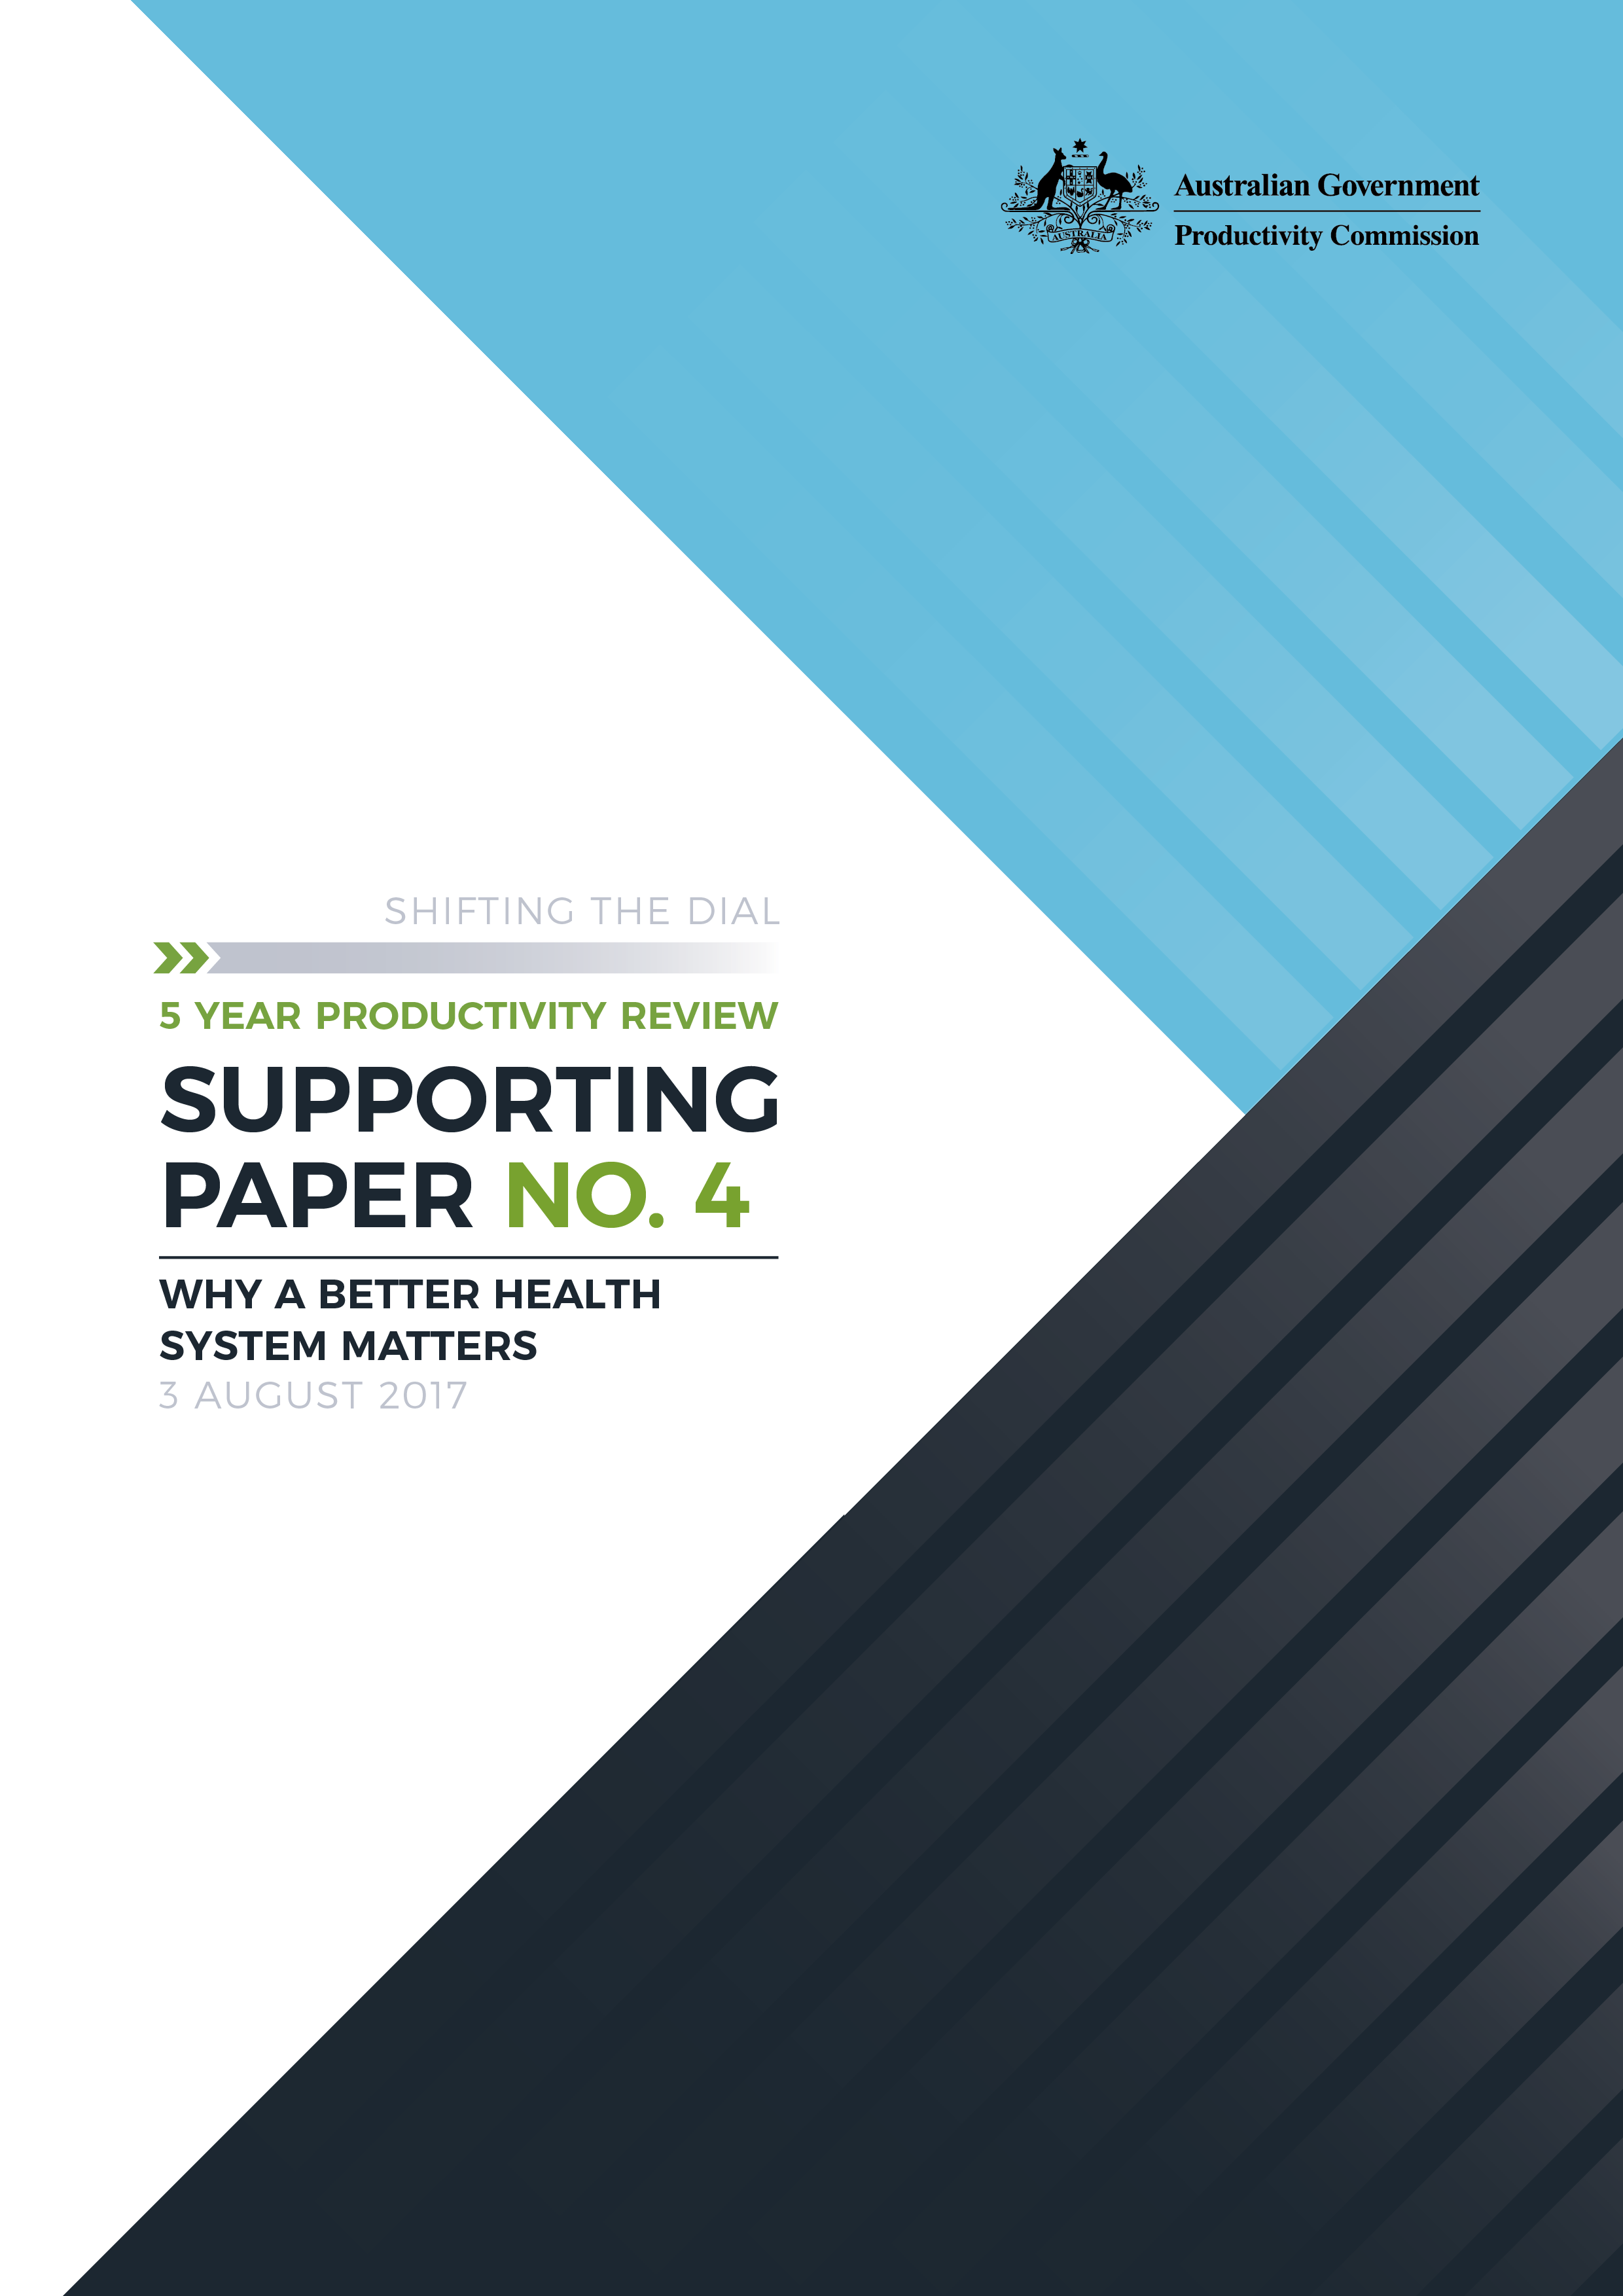 Australian Government
Productivity Commission
AUSTRALIA
SHIFTING THE DIAL
5 YEAR PRODUCTIVITY REVIEW
SUPPORTING
PAPER NO. 4
WHY A BETTER HEALTH
SYSTEM MATTERS
3 AUGUST 2017